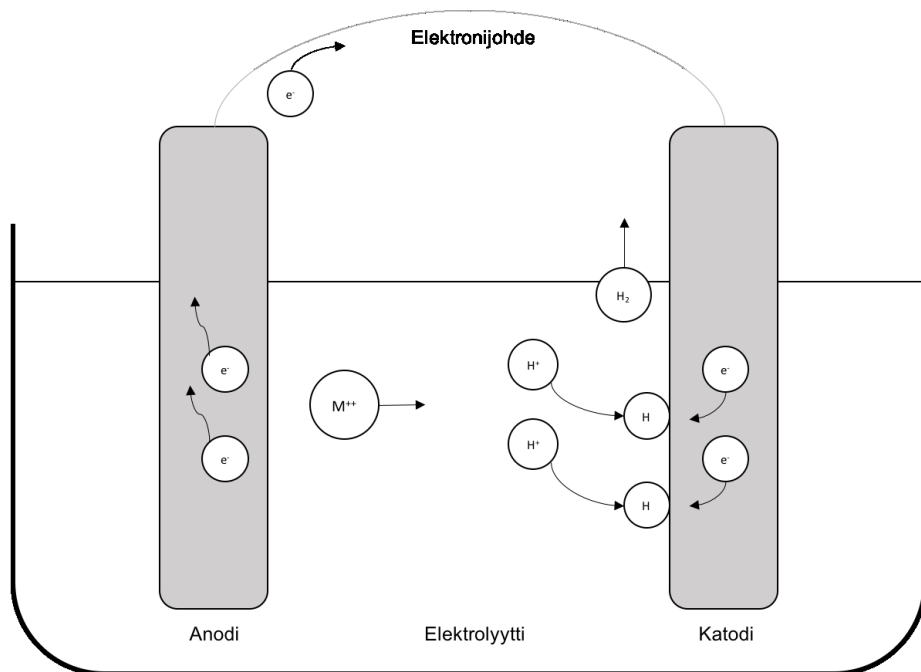 Elektronijohde
e⁻
H₂
H⁺
e⁻
e⁻
M⁺⁺
H
H⁺
e⁻
e⁻
H
Anodi
Elektrolyytti
Katodi